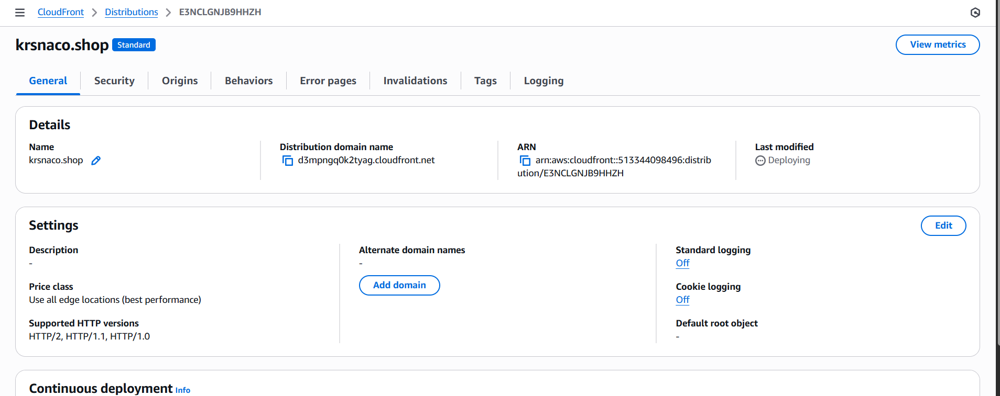 CloudFront > Distributions > E3NCLGNJB9HHZH
krsnaco.shop Standard View metrics
General Security Origins Behaviors Error pages Invalidations Tags Logging
Details
Name
krsnaco.shop
Distribution domain name
d3mpngq0k2tyag.cloudfront.net
ARN
arn:aws:cloudfront::513344098496:distrib
ution/E3NCLGNJB9HHZH
Last modified
Deploying
Settings Edit
Description
-
Price class
Use all edge locations (best performance)
Supported HTTP versions
HTTP/2, HTTP/1.1, HTTP/1.0
Alternate domain names
-
Add domain
Standard logging
Off
Cookie logging
Off
Default root object
-
Continuous deployment Info